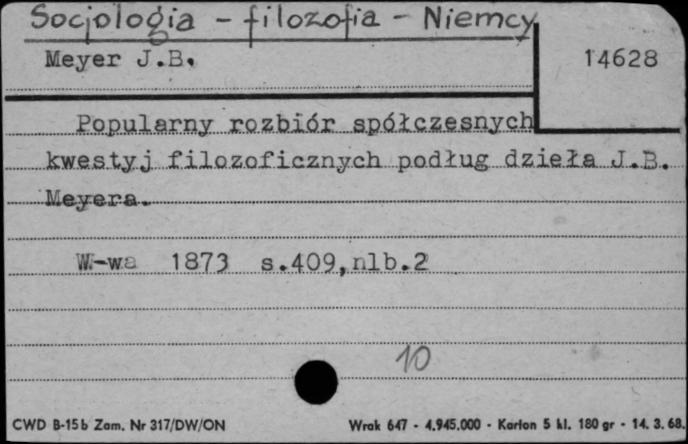 Socjologia - filozofia - Niemcy
Meyer J.B.
14628
Popularny rozbiór spółczesnych
kwestyj filozoficznych podług dzieła J.B.
Meyera.
W-wa 1873 s.409,nlb.2
10
CWD B-15b Zam. Nr 317/DW/ON Wrak 647 - 4.945.000 - Karton 5 kl. 180 gr - 14. 3. 68.